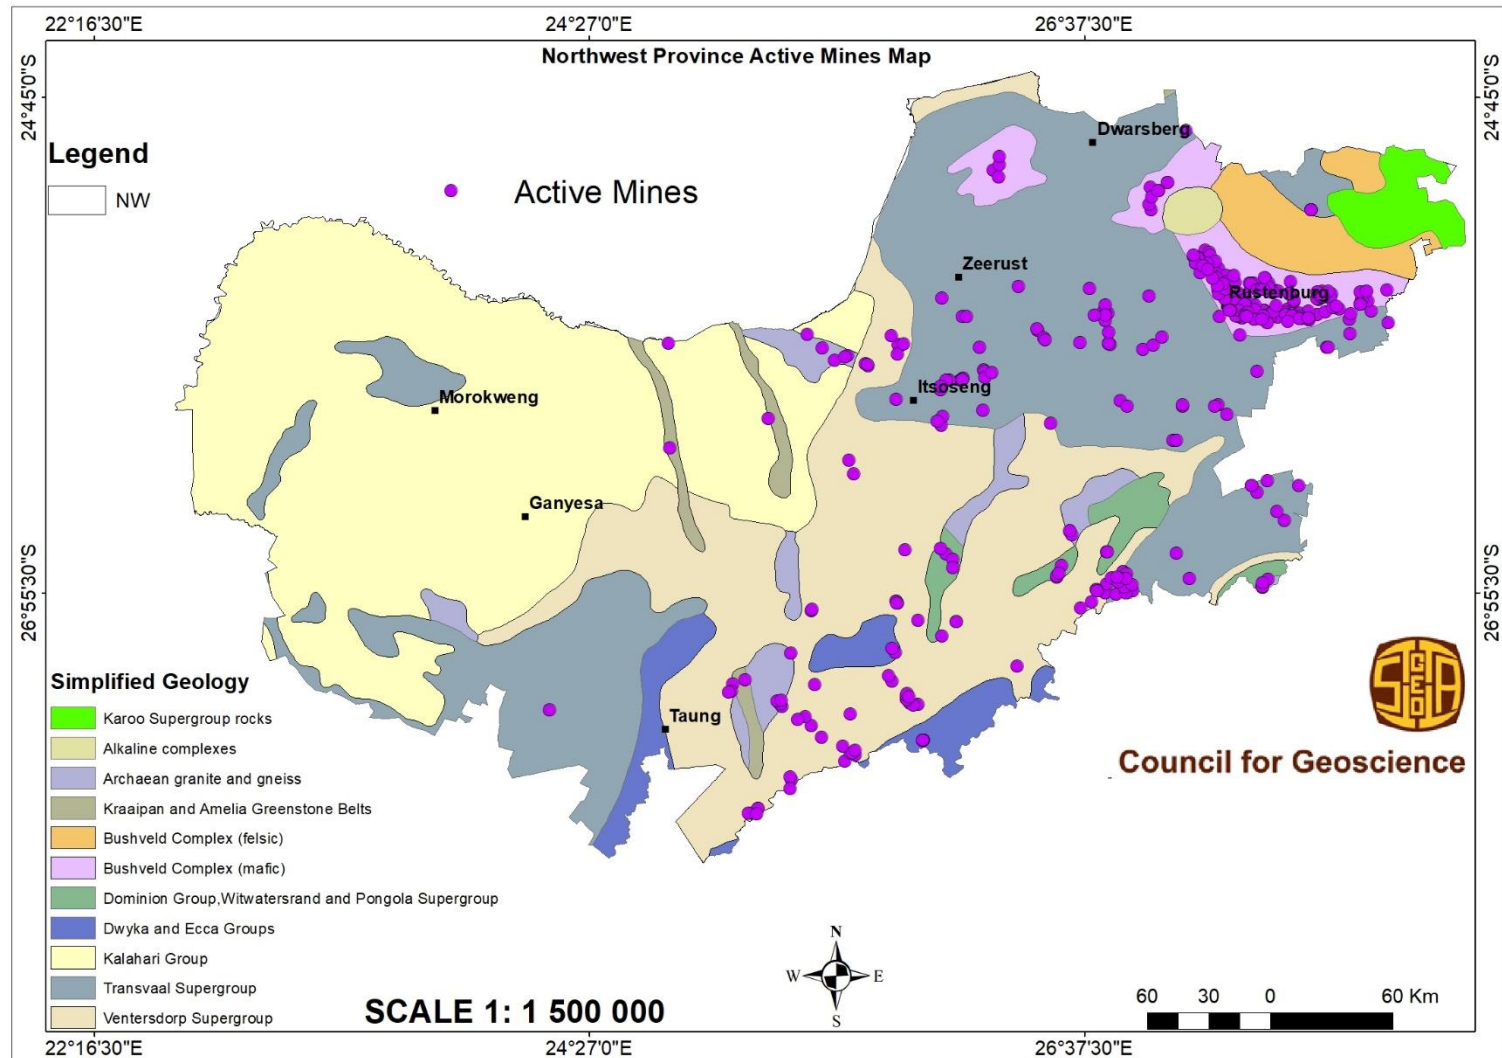 22°16'30"E 24°27'0"E 26°37'30"E
Northwest Province Active Mines Map
24°45'0"S 24°45'0"S
Dwarsberg
Legend
NW
Active Mines
Zeerust
Rustenburg
Itsoseng
Morokweng
Ganyesa
26°55'30"S 26°55'30"S
Taung
Simplified Geology
Karoo Supergroup rocks
Alkaline complexes
Archaean granite and gneiss
Kraaipan and Amelia Greenstone Belts
Bushveld Complex (felsic)
Bushveld Complex (mafic)
Dominion Group,Witwatersrand and Pongola Supergroup
Dwyka and Ecca Groups
Kalahari Group
Transvaal Supergroup
Ventersdorp Supergroup
Council for Geoscience
N
W E
S
SCALE 1: 1 500 000
60 30 0 60 Km
22°16'30"E 24°27'0"E 26°37'30"E